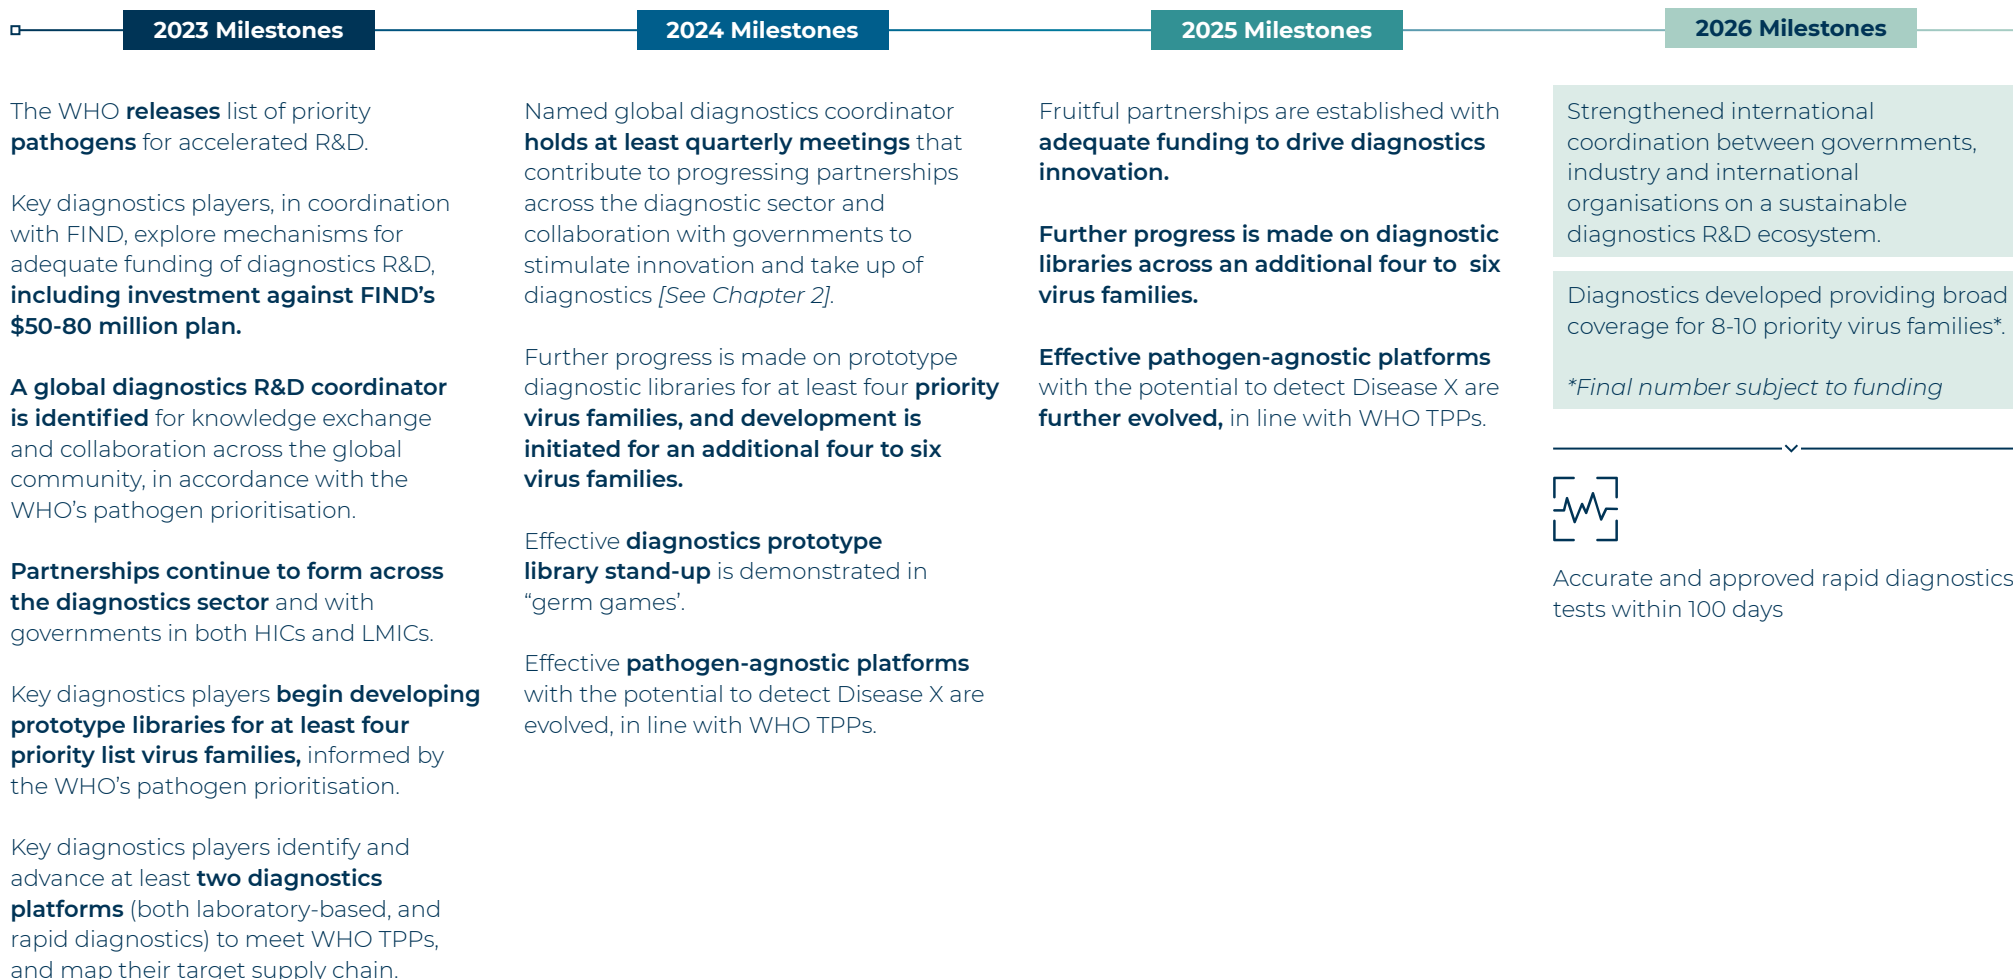 2023 Milestones
The WHO releases list of priority
pathogens for accelerated R&D.
Key diagnostics players, in coordination
with FIND, explore mechanisms for
adequate funding of diagnostics R&D,
including investment against FIND’s
$50-80 million plan.
A global diagnostics R&D coordinator
is identified for knowledge exchange
and collaboration across the global
community, in accordance with the
WHO’s pathogen prioritisation.
Partnerships continue to form across
the diagnostics sector and with
governments in both HICs and LMICs.
Key diagnostics players begin developing
prototype libraries for at least four
priority list virus families, informed by
the WHO’s pathogen prioritisation.
Key diagnostics players identify and
advance at least two diagnostics
platforms (both laboratory-based, and
rapid diagnostics) to meet WHO TPPs,
and map their target supply chain.
2024 Milestones
Named global diagnostics coordinator
holds at least quarterly meetings that
contribute to progressing partnerships
across the diagnostic sector and
collaboration with governments to
stimulate innovation and take up of
diagnostics [See Chapter 2].
Further progress is made on prototype
diagnostic libraries for at least four priority
virus families, and development is
initiated for an additional four to six
virus families.
Effective diagnostics prototype
library stand-up is demonstrated in
“germ games’.
Effective pathogen-agnostic platforms
with the potential to detect Disease X are
evolved, in line with WHO TPPs.
2025 Milestones
Fruitful partnerships are established with
adequate funding to drive diagnostics
innovation.
Further progress is made on diagnostic
libraries across an additional four to six
virus families.
Effective pathogen-agnostic platforms
with the potential to detect Disease X are
further evolved, in line with WHO TPPs.
2026 Milestones
Strengthened international
coordination between governments,
industry and international
organisations on a sustainable
diagnostics R&D ecosystem.
Diagnostics developed providing broad
coverage for 8-10 priority virus families*.
*Final number subject to funding
Accurate and approved rapid diagnostics
tests within 100 days